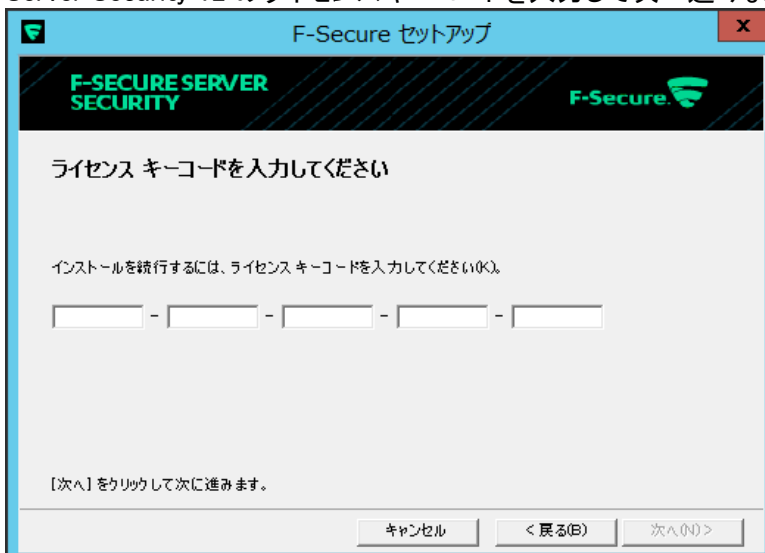 F-Secure セットアップ
x
F-SECURE SERVER
SECURITY
F-Secure.
ライセンス キーコードを入力してください
インストールを続行するには、ライセンス キーコードを入力してください(K)。
- - - -
[次へ] をクリックして次に進みます。
キャンセル
< 戻る(B)
次へ(N) >